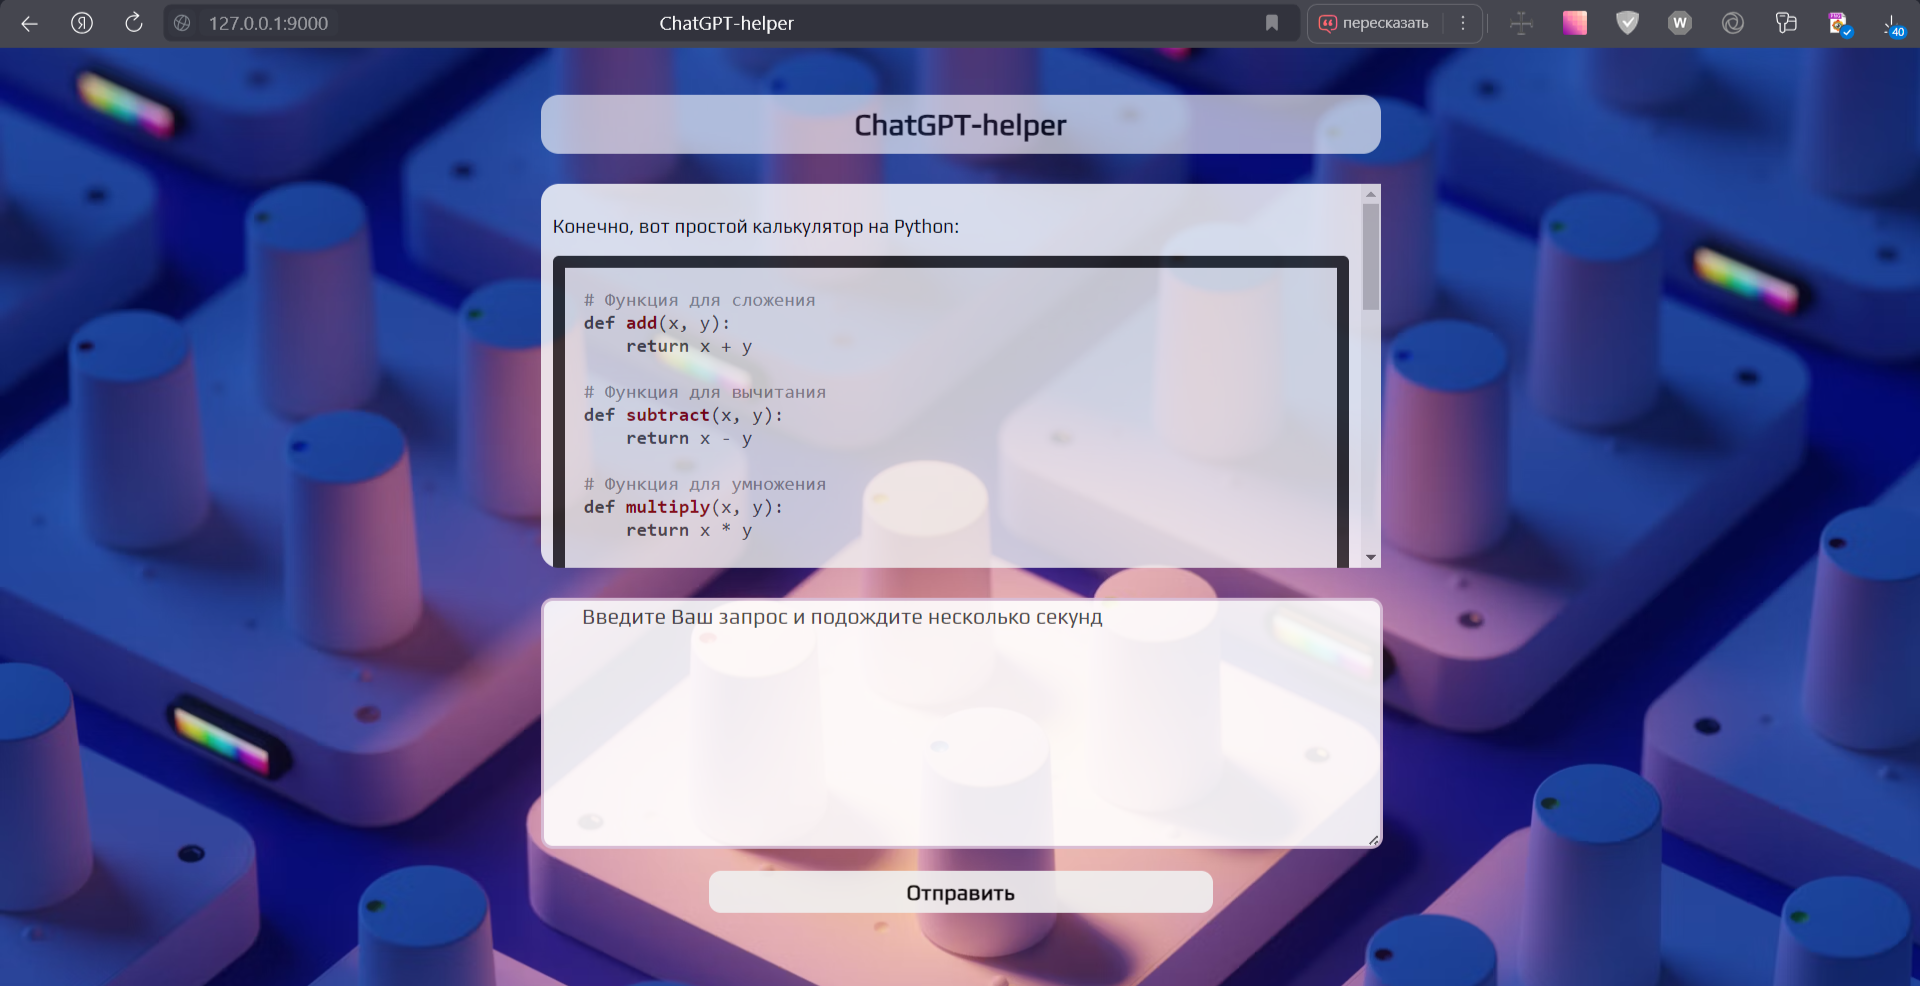 127.0.0.1:9000
ChatGPT-helper
пересказать
W
40
ChatGPT-helper
Конечно, вот простой калькулятор на Python:
# Функция для сложения
def add(x, y):
    return x + y
# Функция для вычитания
def subtract(x, y):
    return x - y
# Функция для умножения
def multiply(x, y):
    return x * y
Введите Ваш запрос и подождите несколько секунд
Отправить